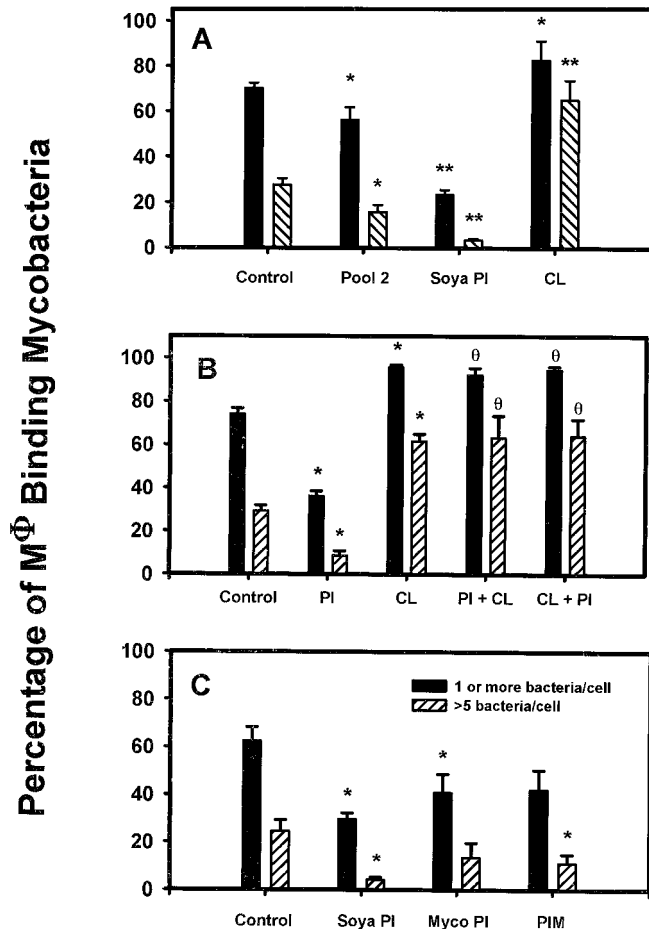 Percentage of MΦ Binding Mycobacteria
A
100
80
60
40
20
0
*
*
**
**
*
**
Control Pool 2 Soya PI CL
B
100
80
60
40
20
0
*
*
*
*
θ
θ
θ
θ
Control PI CL PI + CL CL + PI
C
100
80
60
40
20
0
1 or more bacteria/cell
>5 bacteria/cell
*
*
*
*
Control Soya PI Myco PI PIM